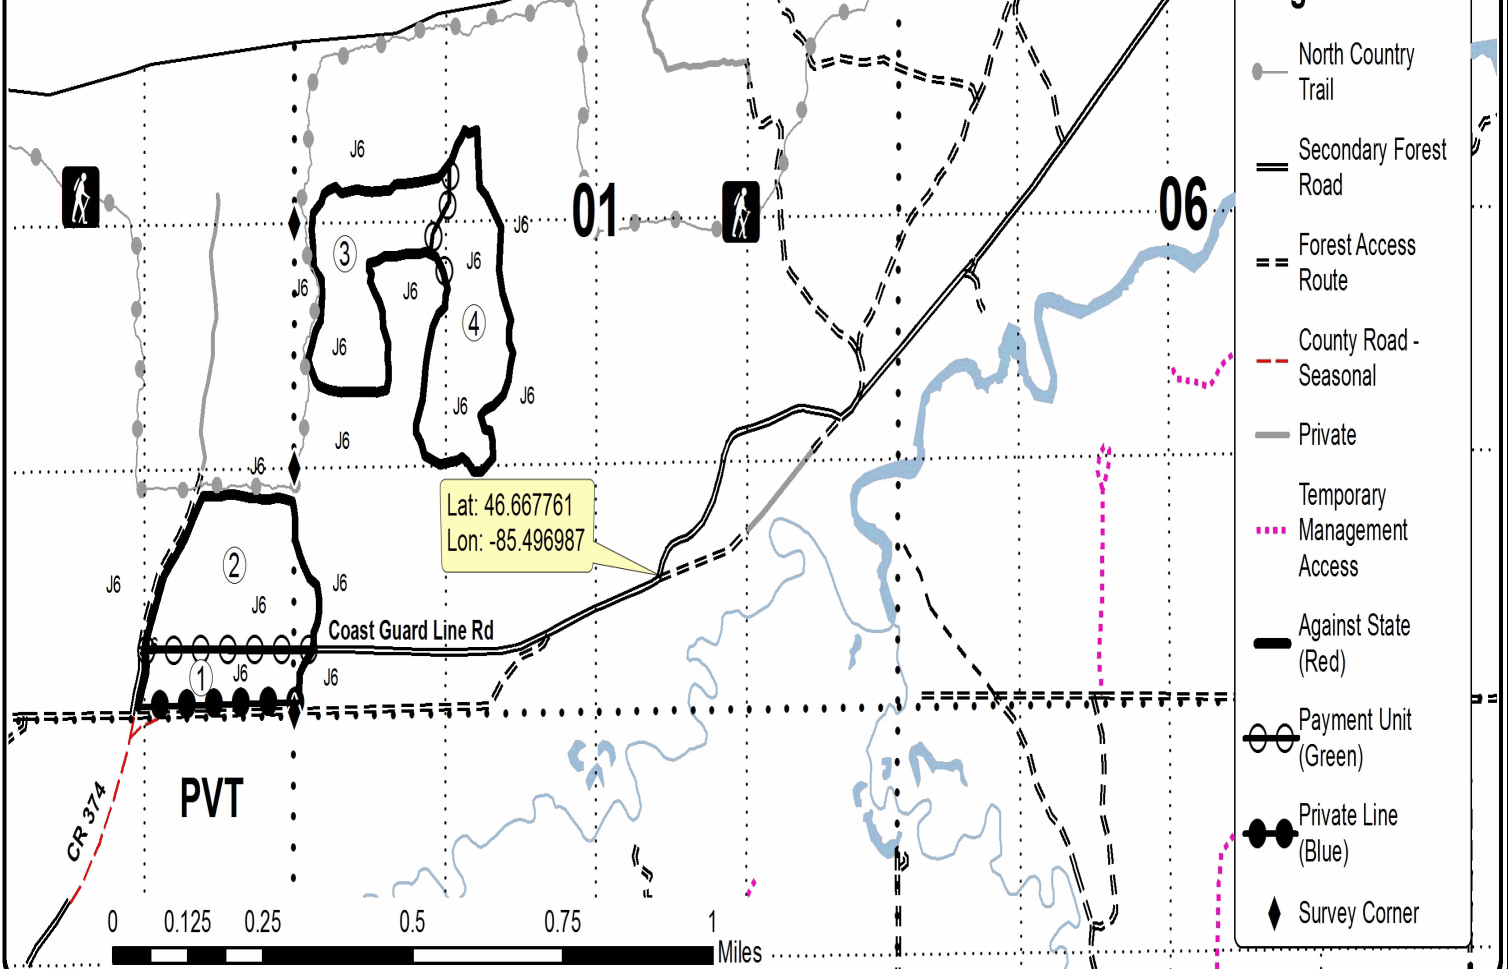 J6
01
06
3
J6
J6
4
J6
J6
J6
J6
J6
J6
J6
J6
Lat: 46.667761
Lon: -85.496987
2
J6
J6
J6
Coast Guard Line Rd
1
J6
J6
PVT
CR 374
0 0.125 0.25 0.5 0.75 1
Miles
North Country
Trail
Secondary Forest
Road
Forest Access
Route
County Road -
Seasonal
Private
Temporary
Management
Access
Against State
(Red)
Payment Unit
(Green)
Private Line
(Blue)
Survey Corner